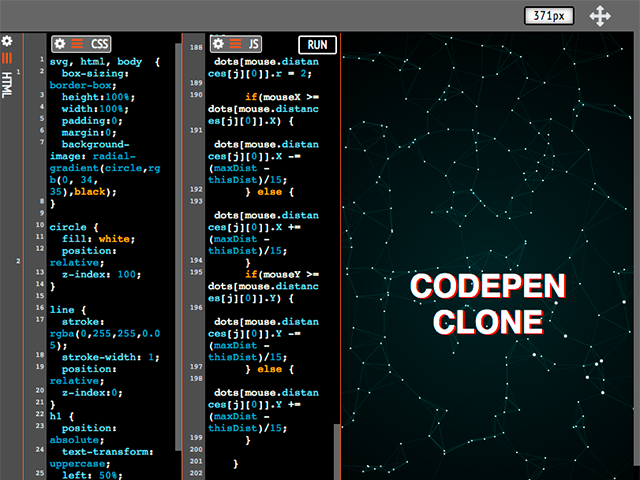 371px
HTML
1
2
CSS
1 svg, html, body {
2 box-sizing:
border-box;
3 height:100%;
4 width:100%;
5 padding:0;
6 margin:0;
7 background-
image: radial-
gradient(circle,rg
b(0, 34,
35),black);
8 }
9
10 circle {
11 fill: white;
12 position:
relative;
13 z-index: 100;
14 }
15
16 line {
17 stroke:
rgba(0,255,255,0.0
5);
18 stroke-width: 1;
19 position:
relative;
20 z-index:0;
21 }
22 h1 {
23 position:
absolute;
24 text-transform:
uppercase;
25 left: 50%;
JS
RUN
188
dots[mouse.distan
ces[j][0]].r = 2;
189
190 if(mouseX >=
dots[mouse.distanc
es[j][0]].X) {
191
dots[mouse.distan
ces[j][0]].X -=
(maxDist -
thisDist)/15;
192 } else {
193
dots[mouse.distan
ces[j][0]].X +=
(maxDist -
thisDist)/15;
194 }
195 if(mouseY >=
dots[mouse.distanc
es[j][0]].Y) {
196
dots[mouse.distan
ces[j][0]].Y -=
(maxDist -
thisDist)/15;
197 } else {
198
dots[mouse.distan
ces[j][0]].Y +=
(maxDist -
thisDist)/15;
199 }
200
201 }
202
CODEPEN
CLONE